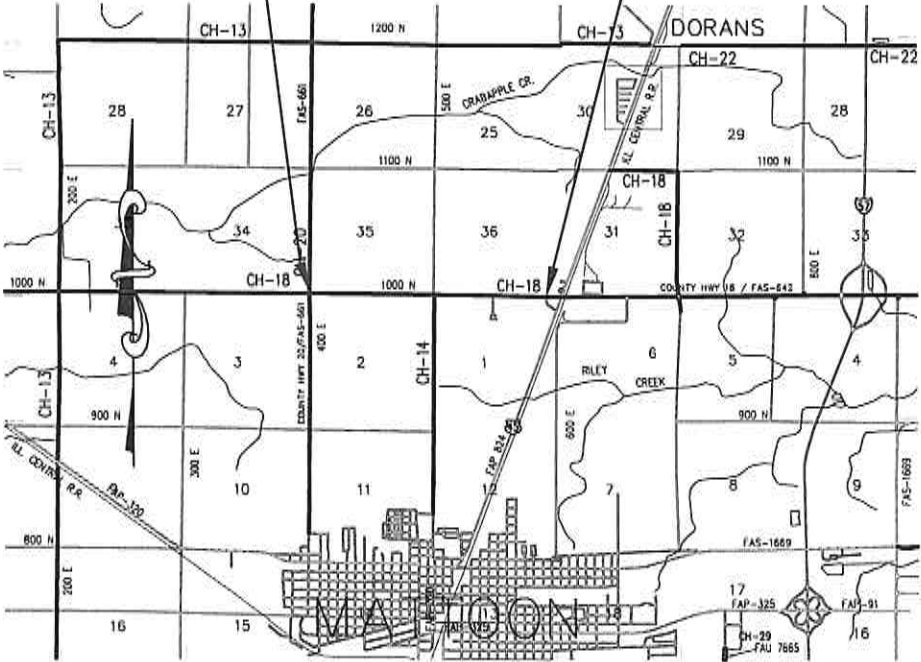 CH-13
1200 N
CH-13
DORANS
CH-22
CH-22
CH-13
28
27
FAS-661
26
500 E
CRABAPPLE CR.
25
30
ILL CENTRAL R.R.
29
28
1100 N
1100 N
200 E
CH-18
34
35
36
31
CH-18
32
57
33
600 E
1000 N
CH-18
1000 N
CH-18
COUNTY HWY 18 / FAS-642
4
3
COUNTY HWY 20/FAS-661
400 E
2
CH-14
1
6
5
4
RILEY
CREEK
CH-13
900 N
900 N
ILL CENTRAL R.R.
FAP-320
300 E
10
11
FAP 824
45
12
600 E
7
8
9
FAS-1669
800 N
FAS-1669
200 E
16
15
MATTOON
18
17
FAP-325
FAP-91
16
CH-29
FAU 7665